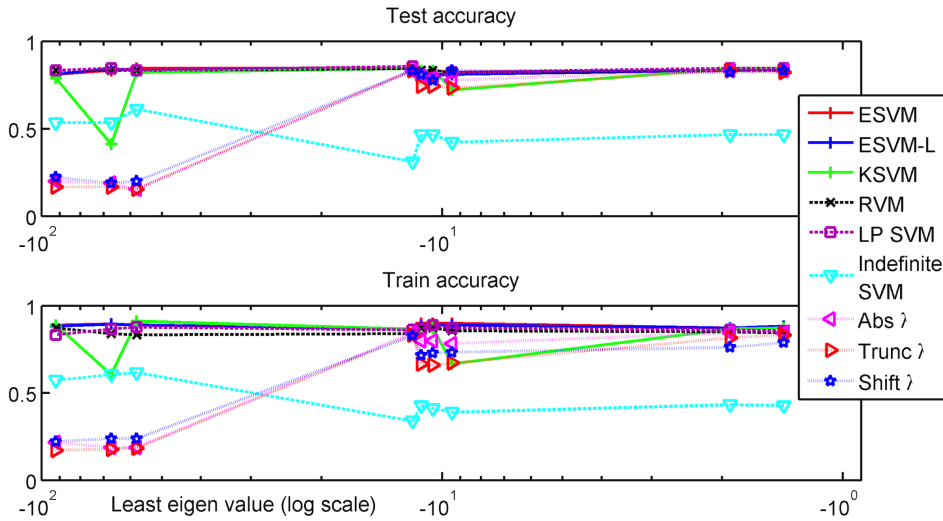 Test accuracy
1
0.5
0
-10^2
-10^1
ESVM
ESVM-L
KSVM
RVM
LP SVM
Indefinite
SVM
Abs λ
Trunc λ
Shift λ
Train accuracy
1
0.5
0
-10^2
Least eigen value (log scale)
-10^1
-10^0